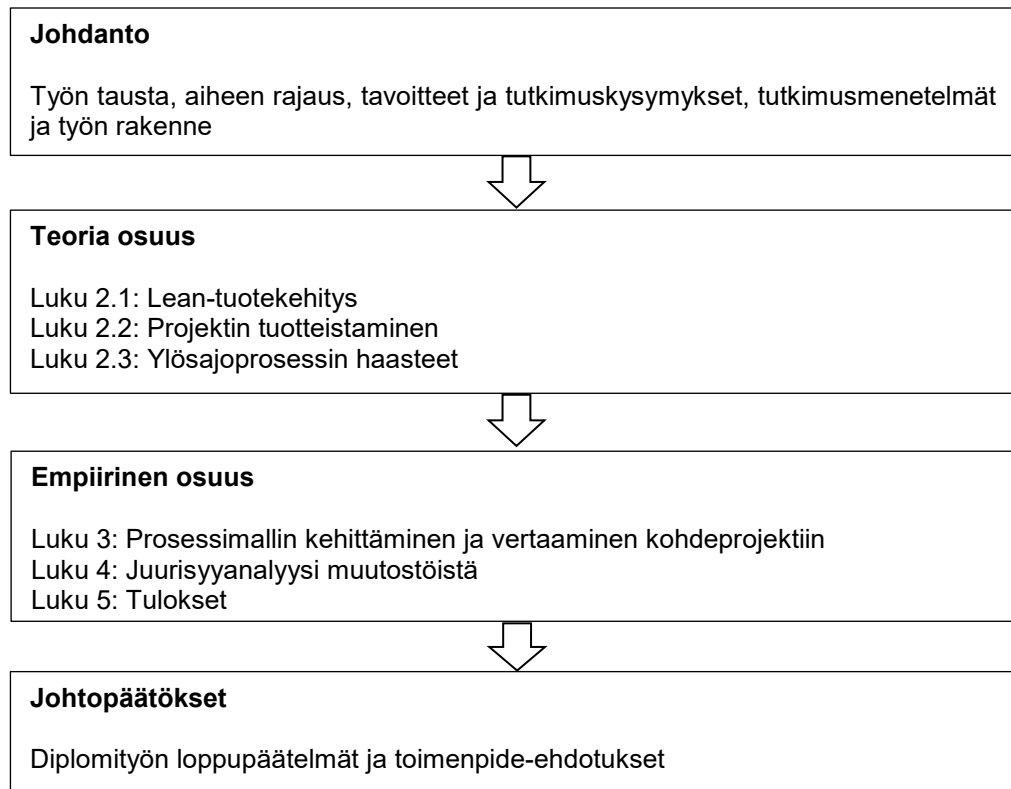 Johdanto
Työn tausta, aiheen rajaus, tavoitteet ja tutkimuskysymykset, tutkimusmenetelmät
ja työn rakenne
Teoria osuus
Luku 2.1: Lean-tuotekehitys
Luku 2.2: Projektin tuotteistaminen
Luku 2.3: Ylösajoprosessin haasteet
Empiirinen osuus
Luku 3: Prosessimallin kehittäminen ja vertaaminen kohdeprojektiin
Luku 4: Juurisyyanalyysi muutostöistä
Luku 5: Tulokset
Johtopäätökset
Diplomityön loppupäätelmät ja toimenpide-ehdotukset